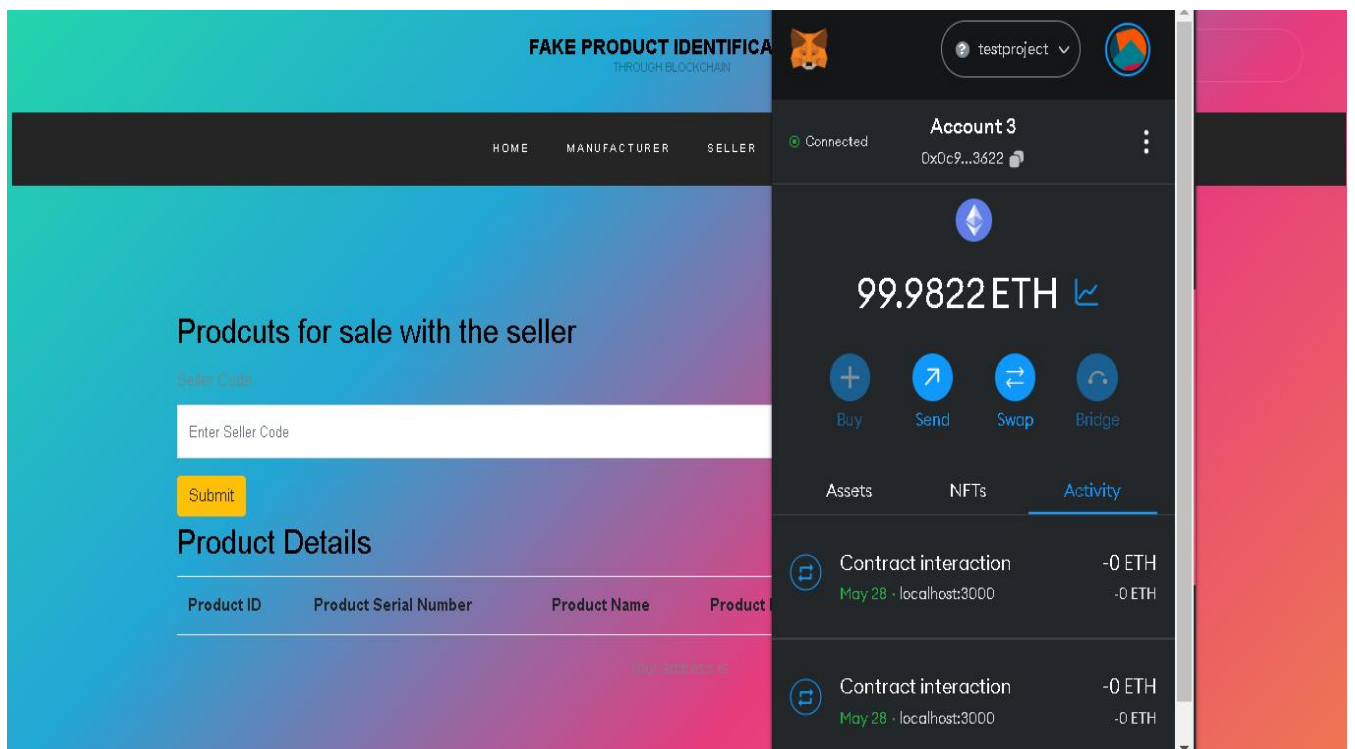 FAKE PRODUCT IDENTIFICA
THROUGH BLOCKCHAIN
HOME MANUFACTURER SELLER
Prodcuts for sale with the seller
Seller Code
Enter Seller Code
Submit
Product Details
Product ID Product Serial Number Product Name Product
Your address is
testproject
Connected
Account 3
0x0c9...3622
99.9822 ETH
Buy Send Swap Bridge
Assets NFTs Activity
Contract interaction -0 ETH
May 28 · localhost:3000 -0 ETH
Contract interaction -0 ETH
May 28 · localhost:3000 -0 ETH